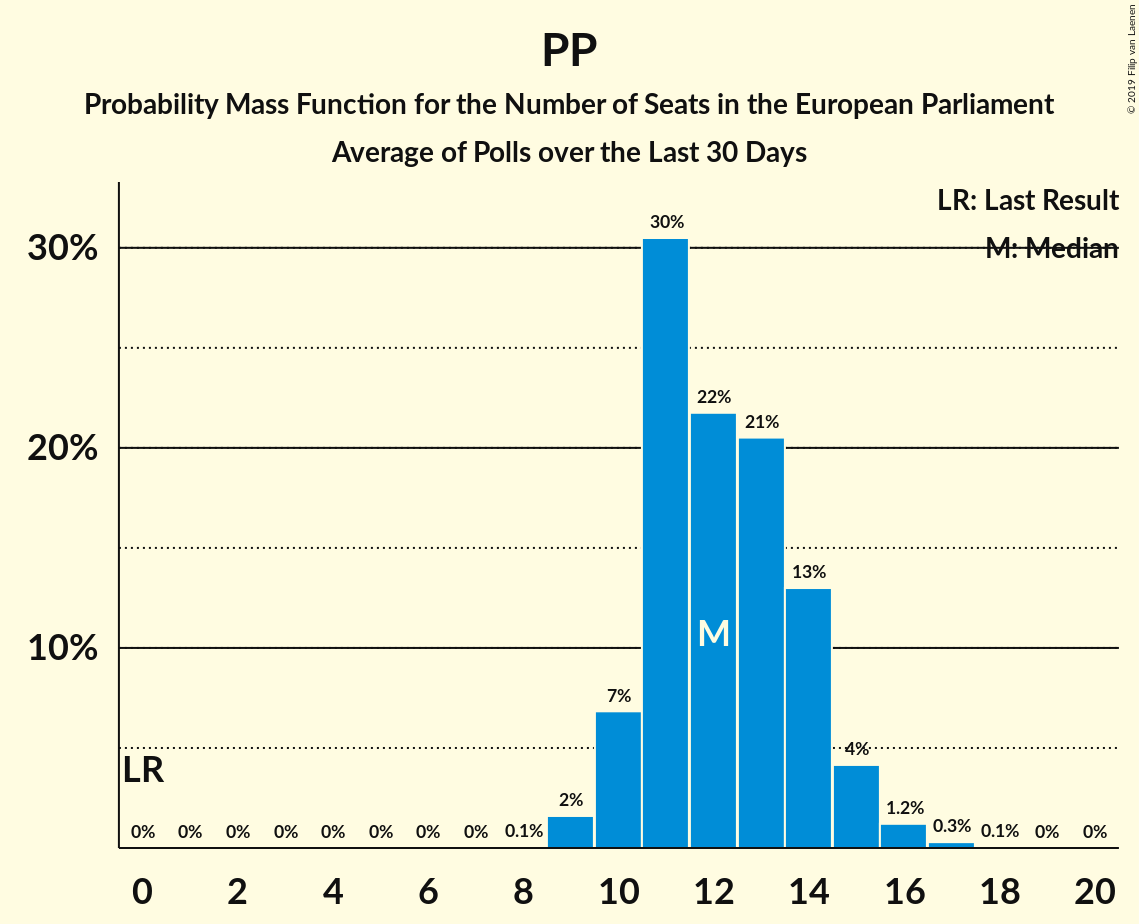 PP
Probability Mass Function for the Number of Seats in the European Parliament
Average of Polls over the Last 30 Days
© 2019 Filip van Laenen
LR: Last Result
M: Median
30%
20%
10%
30%
22%
21%
13%
7%
4%
2%
1.2%
0.3%
0.1%
0.1%
0% 0% 0% 0% 0% 0% 0% 0% 0% 0%
M
LR
0 2 4 6 8 10 12 14 16 18 20